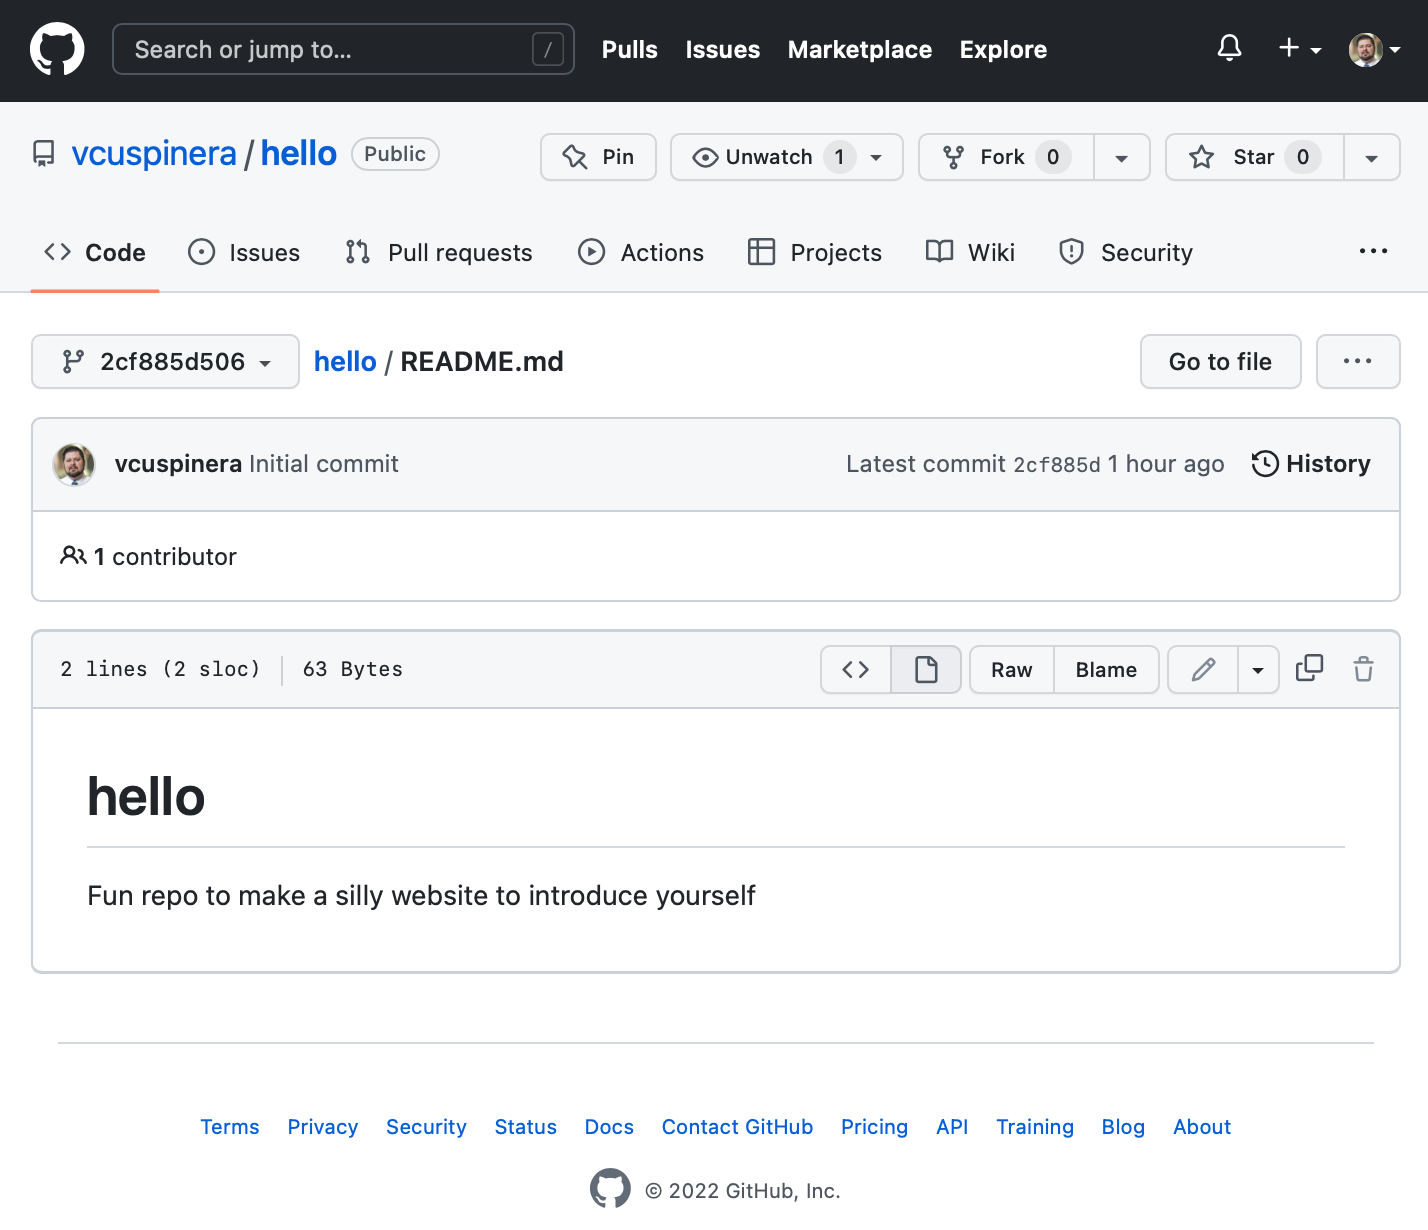 Search or jump to... / Pulls Issues Marketplace Explore
vcuspinera / hello Public Pin Unwatch 1 Fork 0 Star 0
Code Issues Pull requests Actions Projects Wiki Security ...
2cf885d506 hello / README.md Go to file ...
vcuspinera Initial commit Latest commit 2cf885d 1 hour ago History
1 contributor
2 lines (2 sloc) 63 Bytes <> Raw Blame
hello
Fun repo to make a silly website to introduce yourself
Terms Privacy Security Status Docs Contact GitHub Pricing API Training Blog About
© 2022 GitHub, Inc.